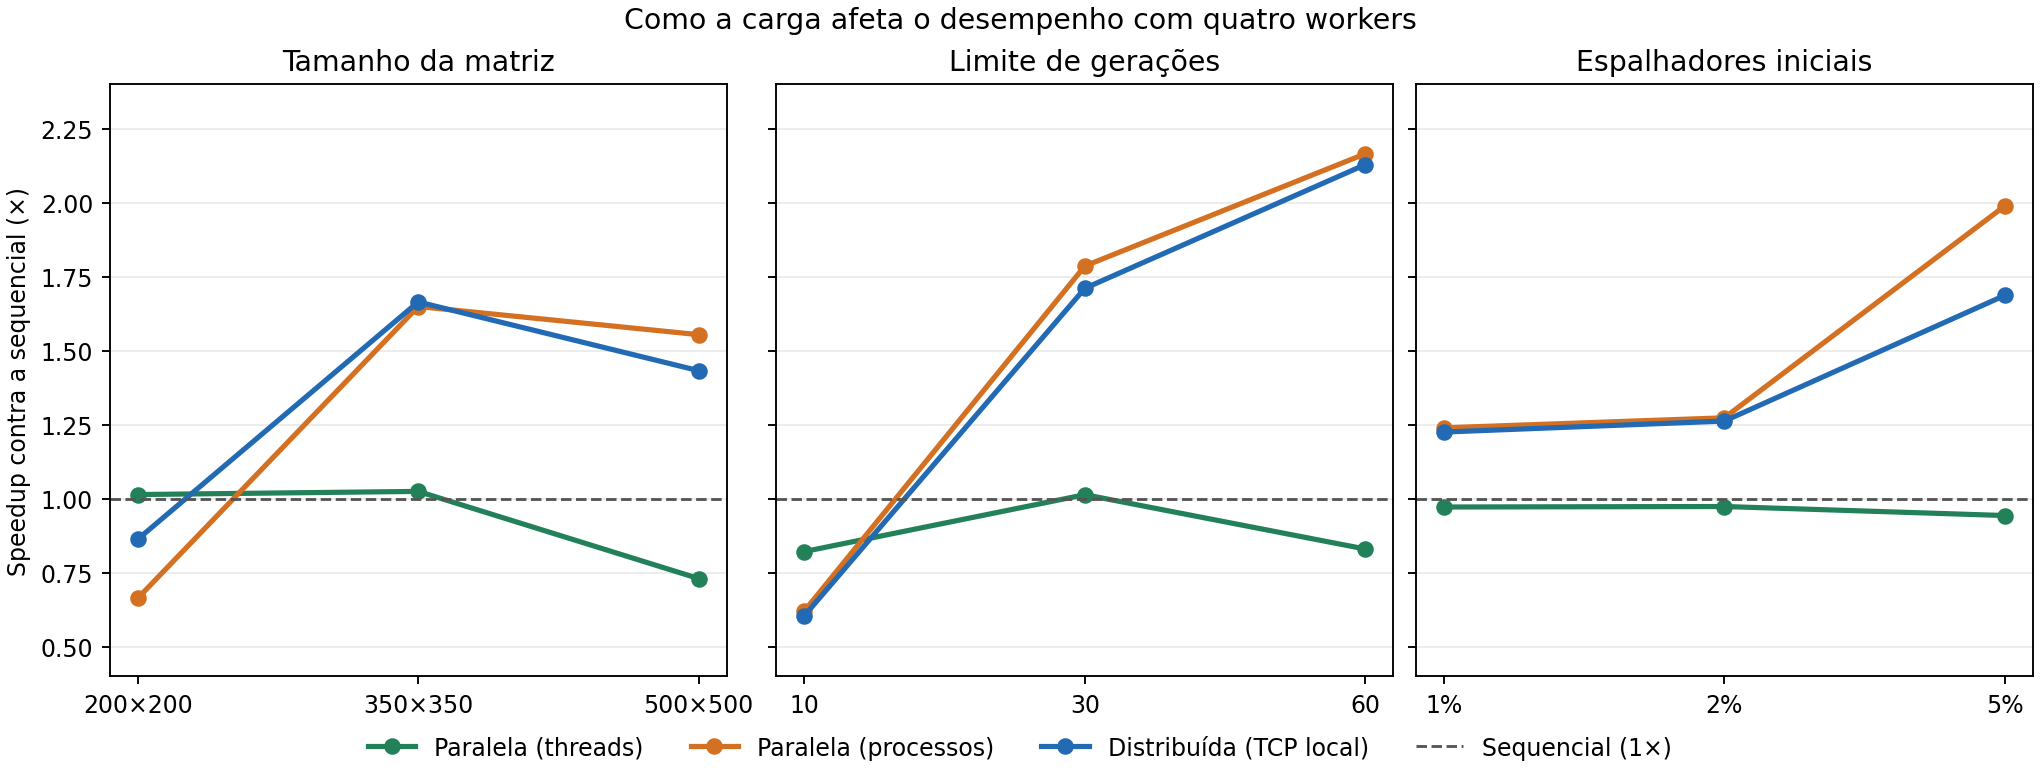 Como a carga afeta o desempenho com quatro workers
Tamanho da matriz
Limite de gerações
Espalhadores iniciais
Speedup contra a sequencial (×)
2.25
2.00
1.75
1.50
1.25
1.00
0.75
0.50
200×200 350×350 500×500
10 30 60
1% 2% 5%
Paralela (threads) Paralela (processos) Distribuída (TCP local) Sequencial (1×)